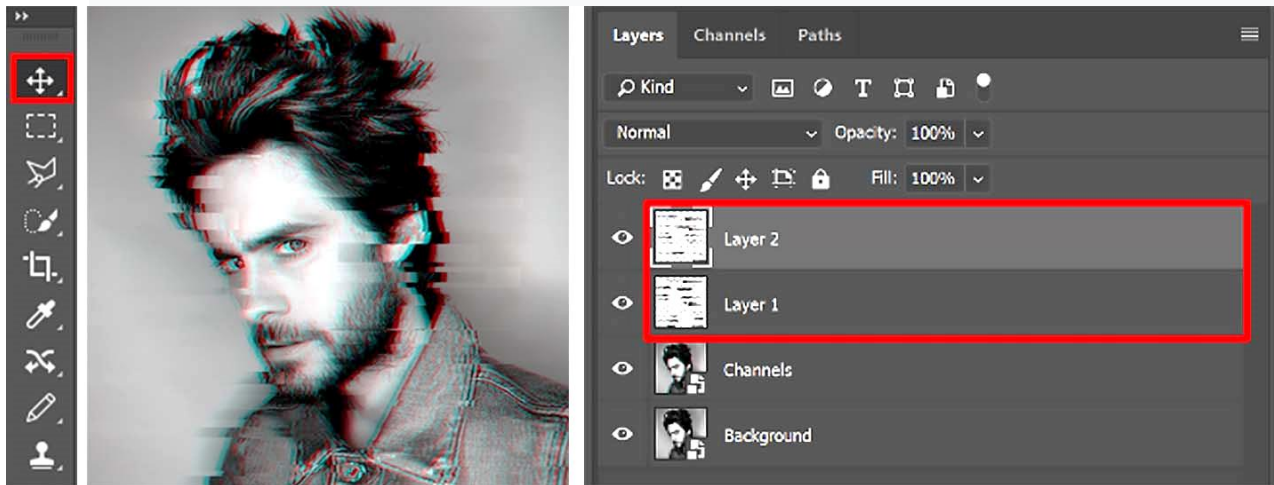 Layers Channels Paths
Kind
Normal Opacity: 100%
Lock: Fill: 100%
Layer 2
Layer 1
Channels
Background